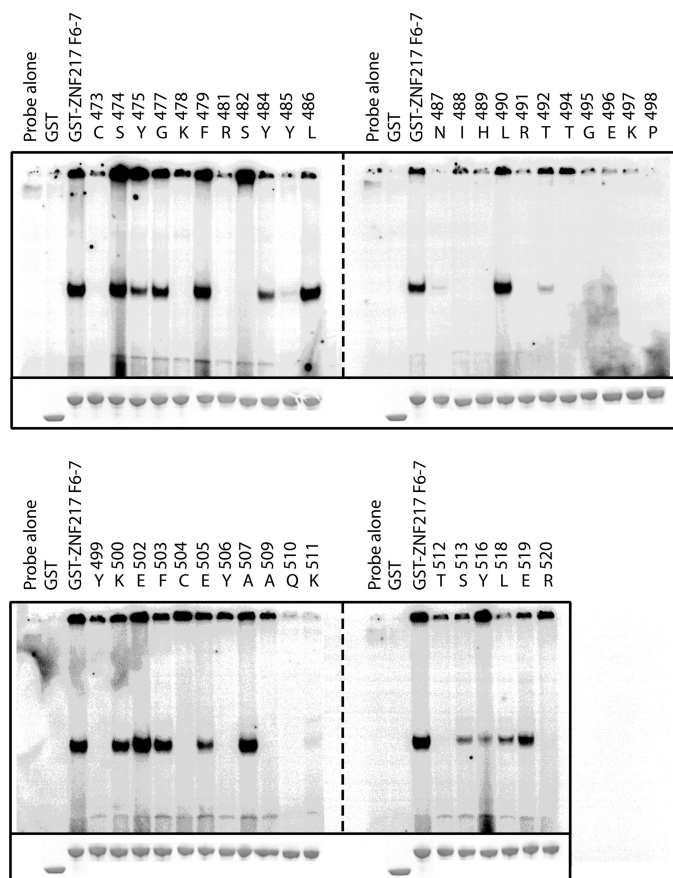 Probe alone
GST
GST-ZNF217 F6-7
473 C
474 S
475 Y
477 G
478 K
479 F
481 R
482 S
484 Y
485 Y
486 L
Probe alone
GST
GST-ZNF217 F6-7
487 N
488 I
489 H
490 L
491 R
492 T
494 T
495 G
496 E
497 K
498 P
Probe alone
GST
GST-ZNF217 F6-7
499 Y
500 K
502 E
503 F
504 C
505 E
506 Y
507 A
509 A
510 Q
511 K
Probe alone
GST
GST-ZNF217 F6-7
512 T
513 S
516 Y
518 L
519 E
520 R